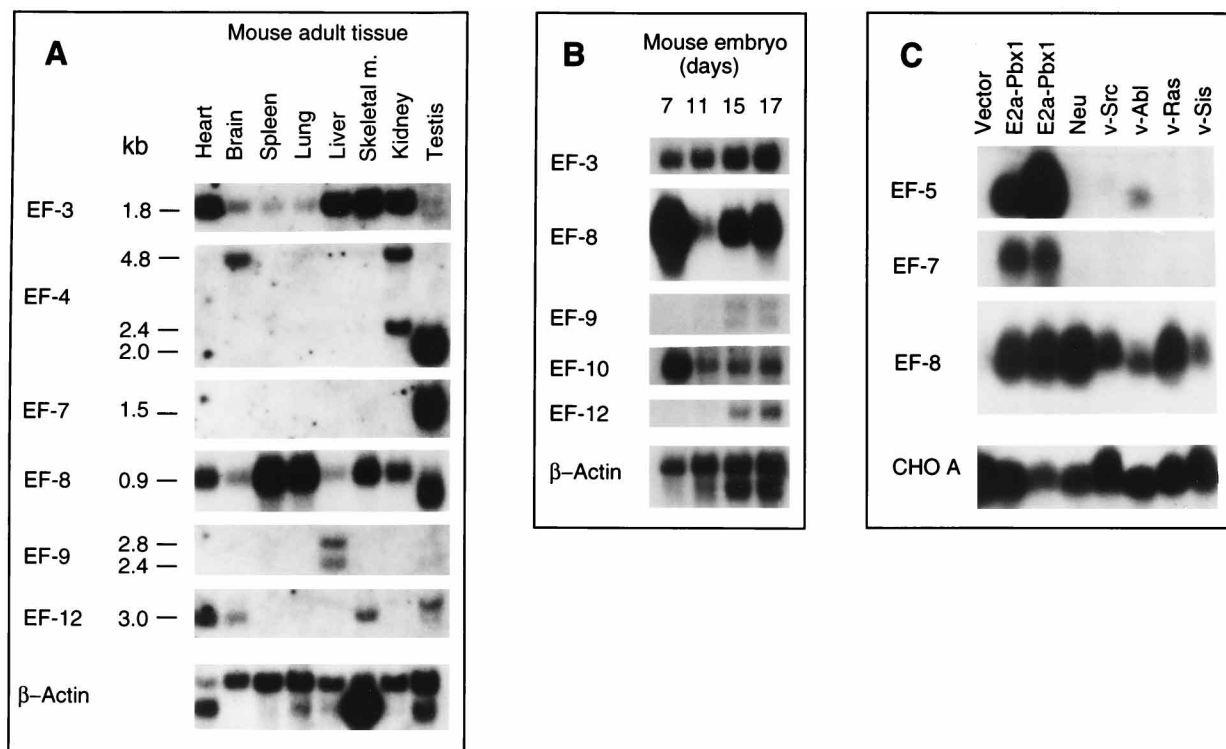 A
Mouse adult tissue
kb
Heart
Brain
Spleen
Lung
Liver
Skeletal m.
Kidney
Testis
EF-3 1.8 —
4.8 —
EF-4
2.4 —
2.0 —
EF-7 1.5 —
EF-8 0.9 —
2.8 —
EF-9
2.4 —
EF-12 3.0 —
β–Actin
B
Mouse embryo
(days)
7 11 15 17
EF-3
EF-8
EF-9
EF-10
EF-12
β–Actin
C
Vector
E2a-Pbx1
E2a-Pbx1
Neu
v-Src
v-Abl
v-Ras
v-Sis
EF-5
EF-7
EF-8
CHO A